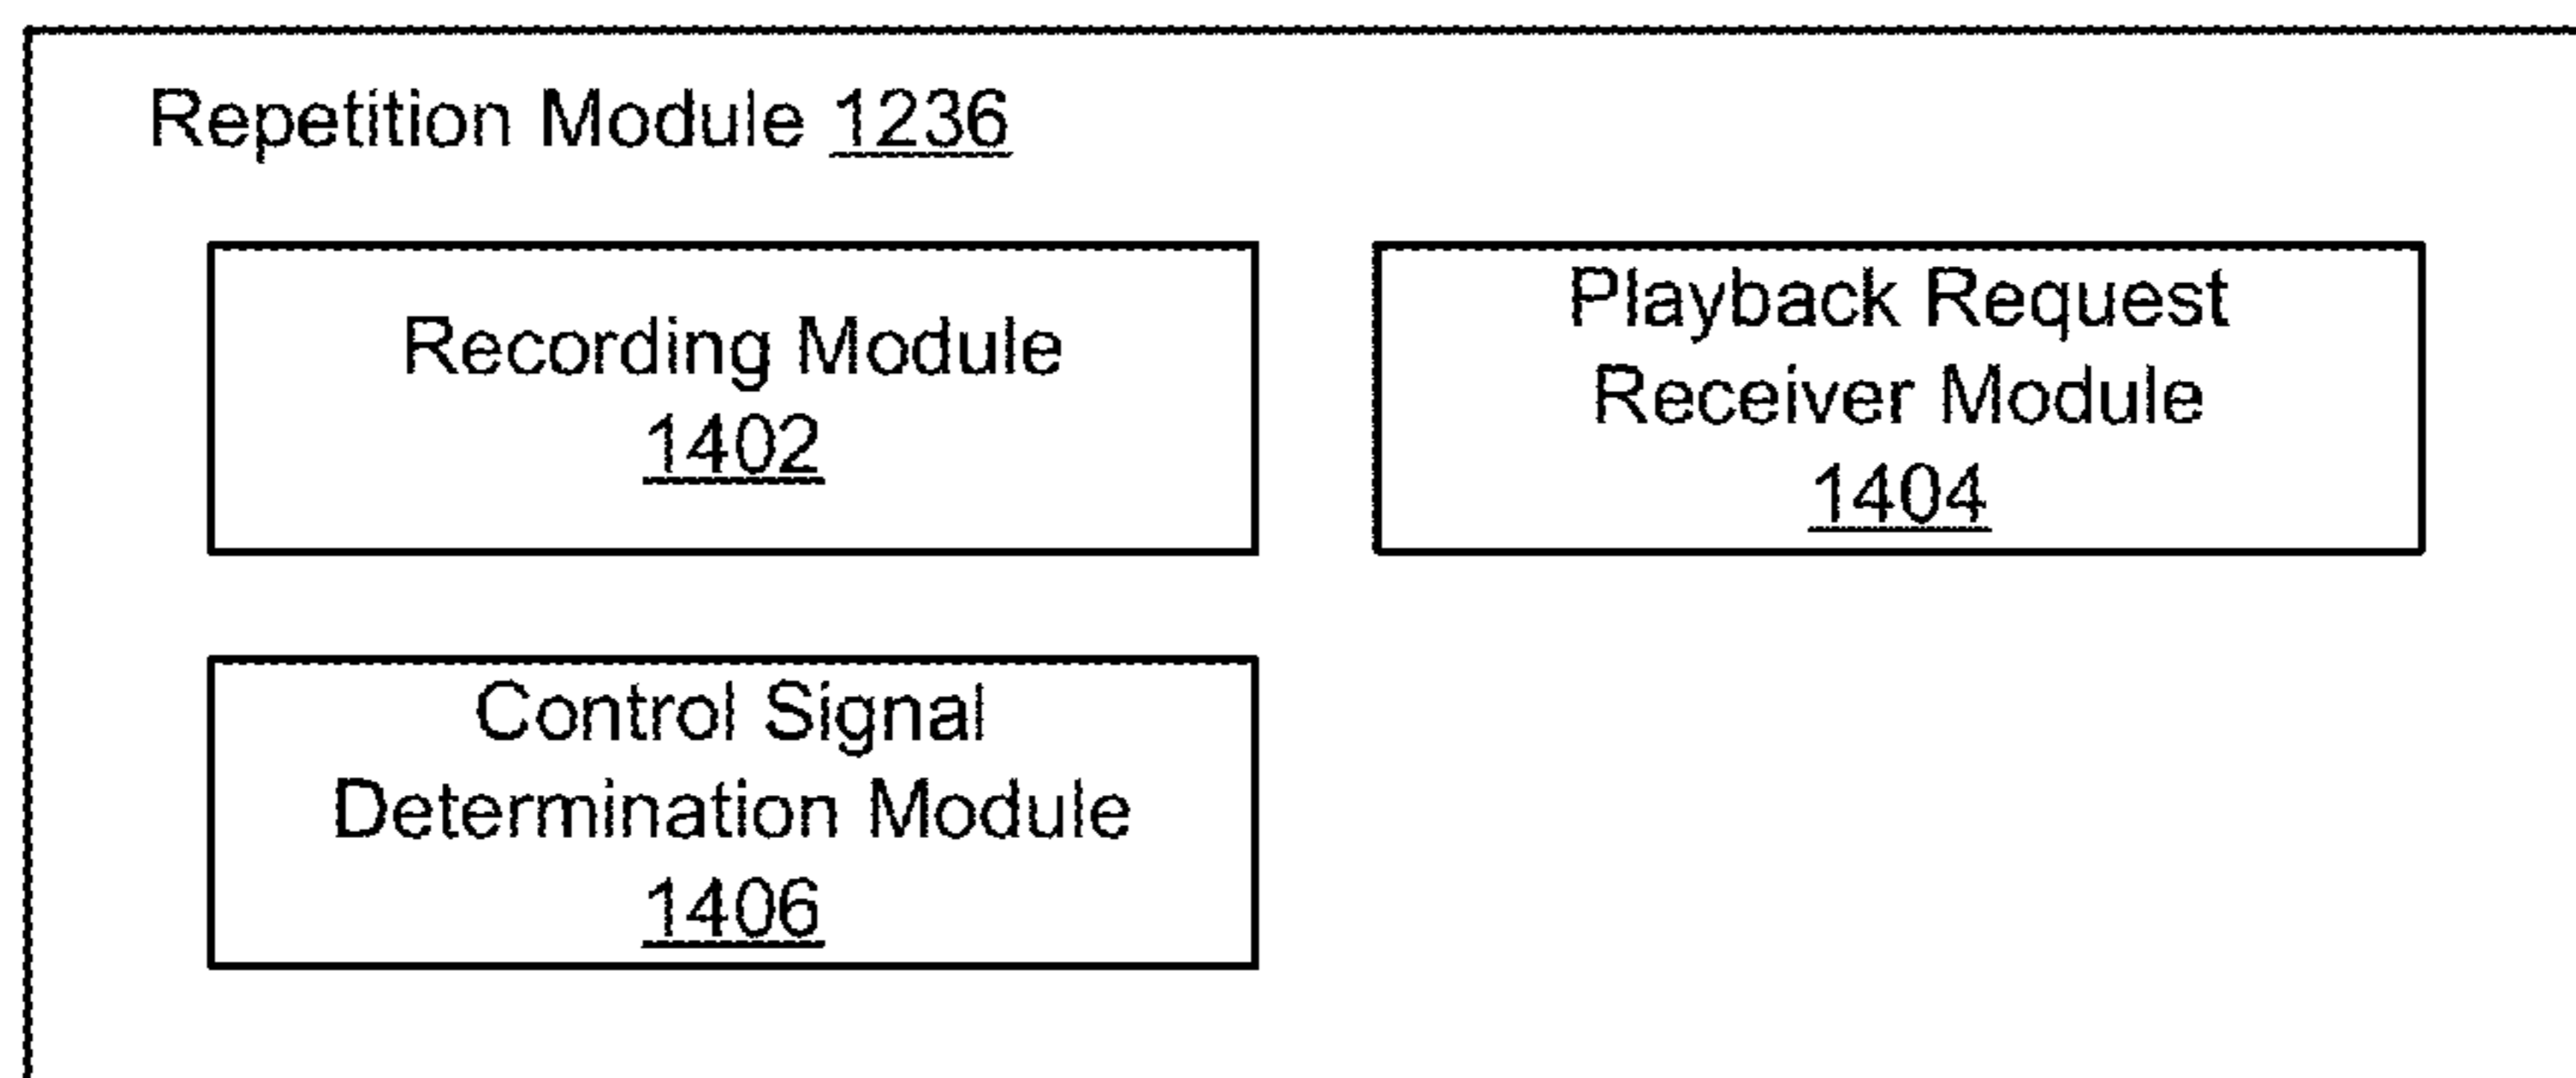 Repetition Module 1236
Recording Module
1402
Playback Request
Receiver Module
1404
Control Signal
Determination Module
1406